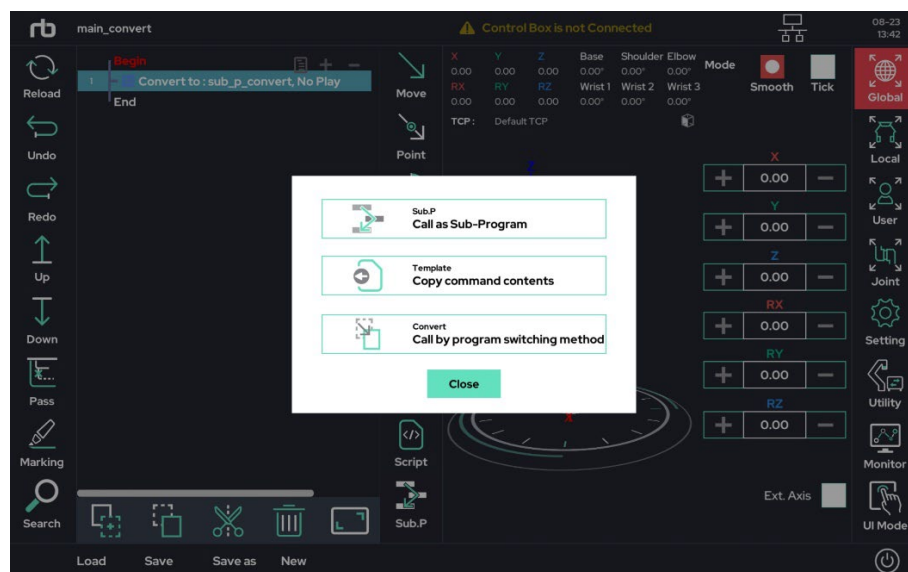 rb
main_convert
Control Box is not Connected
08-23
13:42
Reload
Undo
Redo
Up
Down
Pass
Marking
Search
Begin
1 Convert to : sub_p_convert, No Play
End
Move
Point
Script
Sub.P
X Y Z Base Shoulder Elbow
0.00 0.00 0.00 0.00° 0.00° 0.00°
RX RY RZ Wrist 1 Wrist 2 Wrist 3
0.00 0.00 0.00 0.00° 0.00° 0.00°
TCP : Default TCP
Mode
Smooth
Tick
Z
X
Sub.P
Call as Sub-Program
Template
Copy command contents
Convert
Call by program switching method
Close
X
+ 0.00 −
Y
+ 0.00 −
Z
+ 0.00 −
RX
+ 0.00 −
RY
+ 0.00 −
RZ
+ 0.00 −
Ext. Axis
Global
Local
User
Joint
Setting
Utility
Monitor
UI Mode
Load Save Save as New